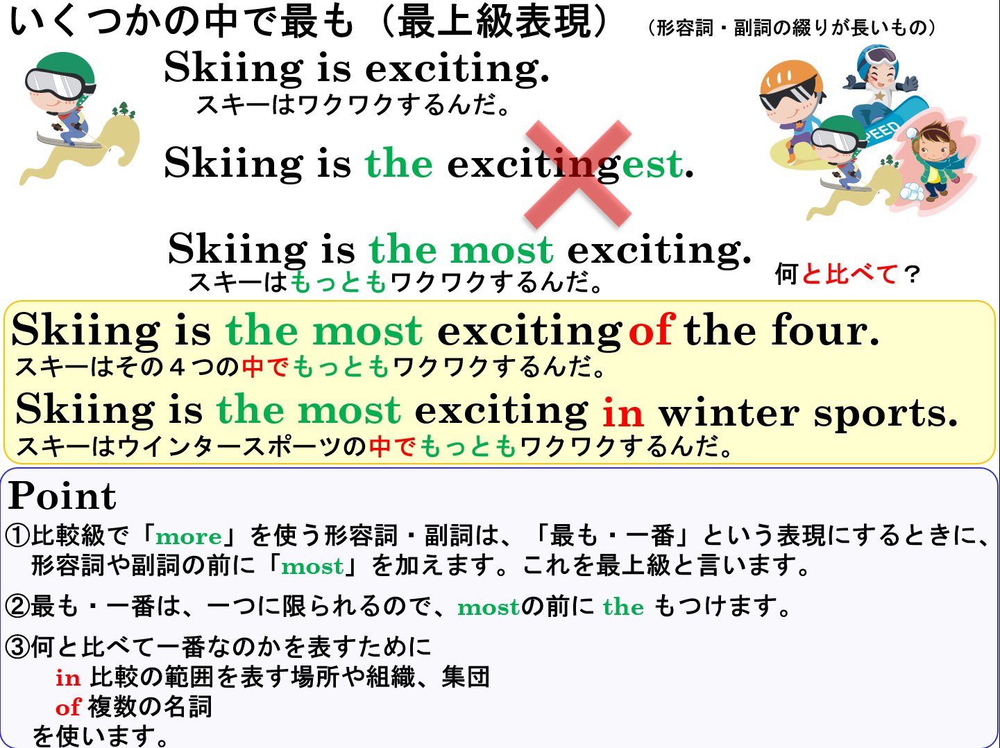 いくつかの中で最も（最上級表現） （形容詞・副詞の綴りが長いもの）
Skiing is exciting.
スキーはワクワクするんだ。
SPEED
Skiing is the excitingest.
Skiing is the most exciting.
スキーはもっともワクワクするんだ。
何と比べて？
Skiing is the most exciting of the four.
スキーはその４つの中でもっともワクワクするんだ。
Skiing is the most exciting in winter sports.
スキーはウインタースポーツの中でもっともワクワクするんだ。
Point
①比較級で「more」を使う形容詞・副詞は、「最も・一番」という表現にするときに、
形容詞や副詞の前に「most」を加えます。これを最上級と言います。
②最も・一番は、一つに限られるので、mostの前に the もつけます。
③何と比べて一番なのかを表すために
in 比較の範囲を表す場所や組織、集団
of 複数の名詞
を使います。